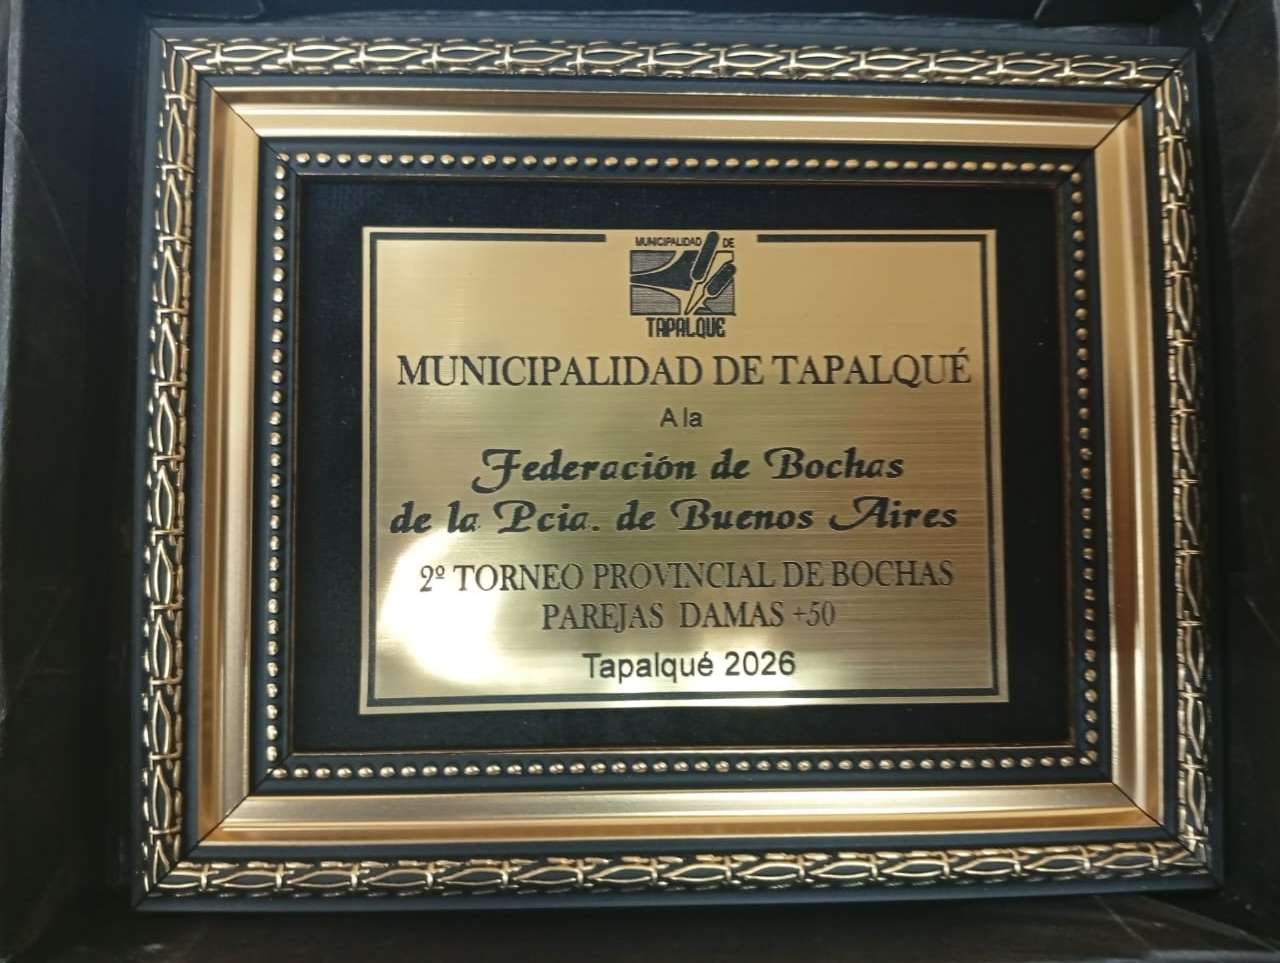 MUNICIPALIDAD DE
TAPALQUE
MUNICIPALIDAD DE TAPALQUÉ
A la
Federación de Bochas
de la Pcia. de Buenos Aires
2º TORNEO PROVINCIAL DE BOCHAS
PAREJAS DAMAS +50
Tapalqué 2026